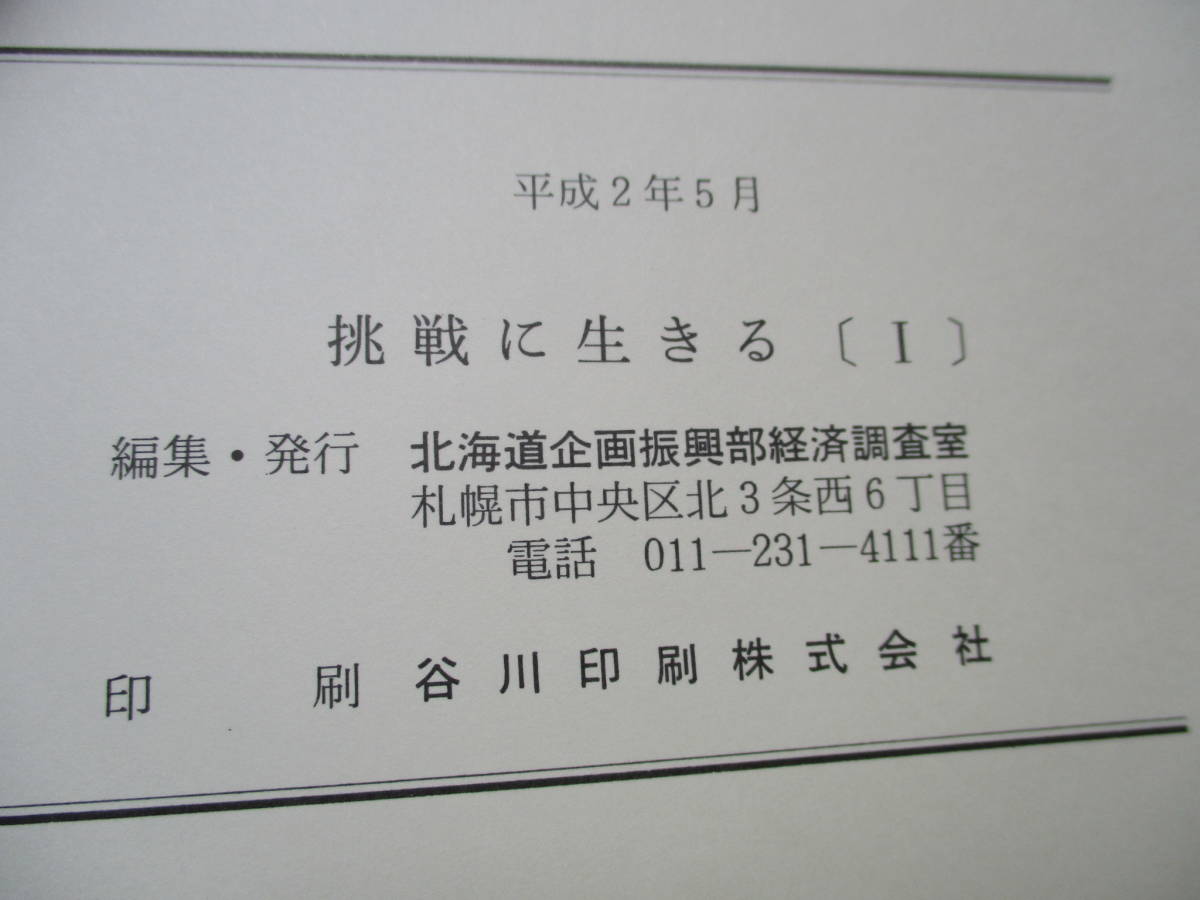 平成2年5月
挑戦に生きる〔Ⅰ〕
編集・発行　北海道企画振興部経済調査室
札幌市中央区北3条西6丁目
電話　011―231―4111番
印　刷　谷川印刷株式会社